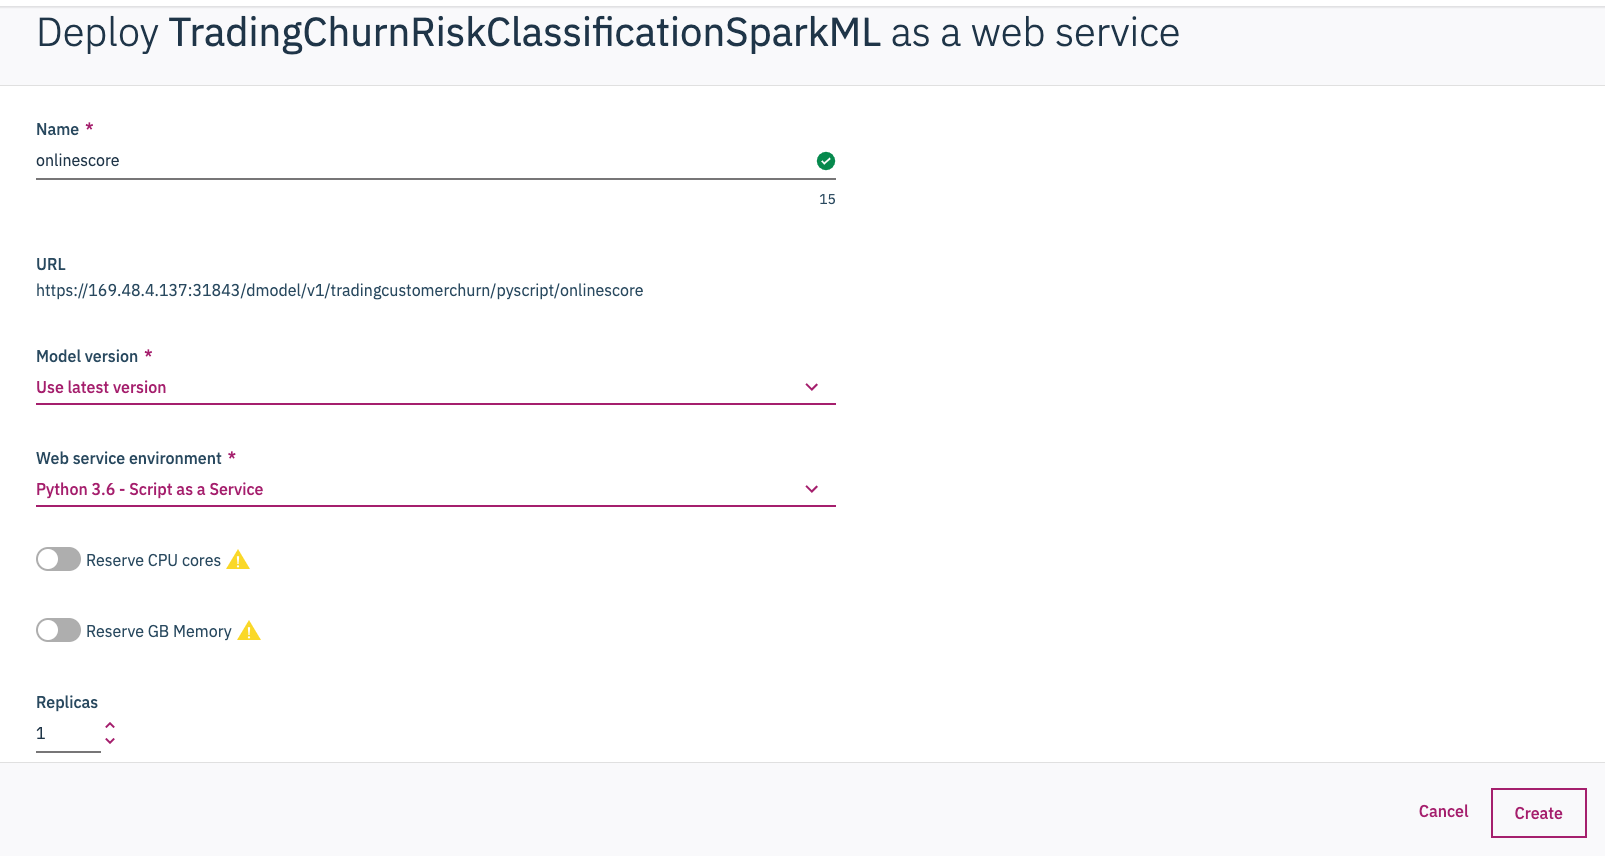 Deploy TradingChurnRiskClassificationSparkML as a web service
Name *
onlinescore
15
URL
https://169.48.4.137:31843/dmodel/v1/tradingcustomerchurn/pyscript/onlinescore
Model version *
Use latest version
Web service environment *
Python 3.6 - Script as a Service
Reserve CPU cores
Reserve GB Memory
Replicas
1
Cancel Create